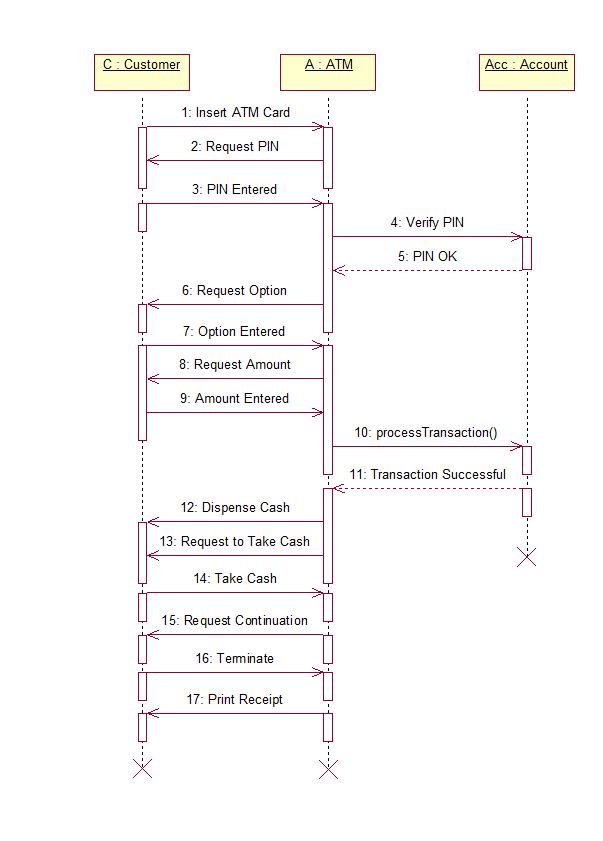 C : Customer
A : ATM
Acc : Account
1: Insert ATM Card
2: Request PIN
3: PIN Entered
4: Verify PIN
5: PIN OK
6: Request Option
7: Option Entered
8: Request Amount
9: Amount Entered
10: processTransaction()
11: Transaction Successful
12: Dispense Cash
13: Request to Take Cash
14: Take Cash
15: Request Continuation
16: Terminate
17: Print Receipt